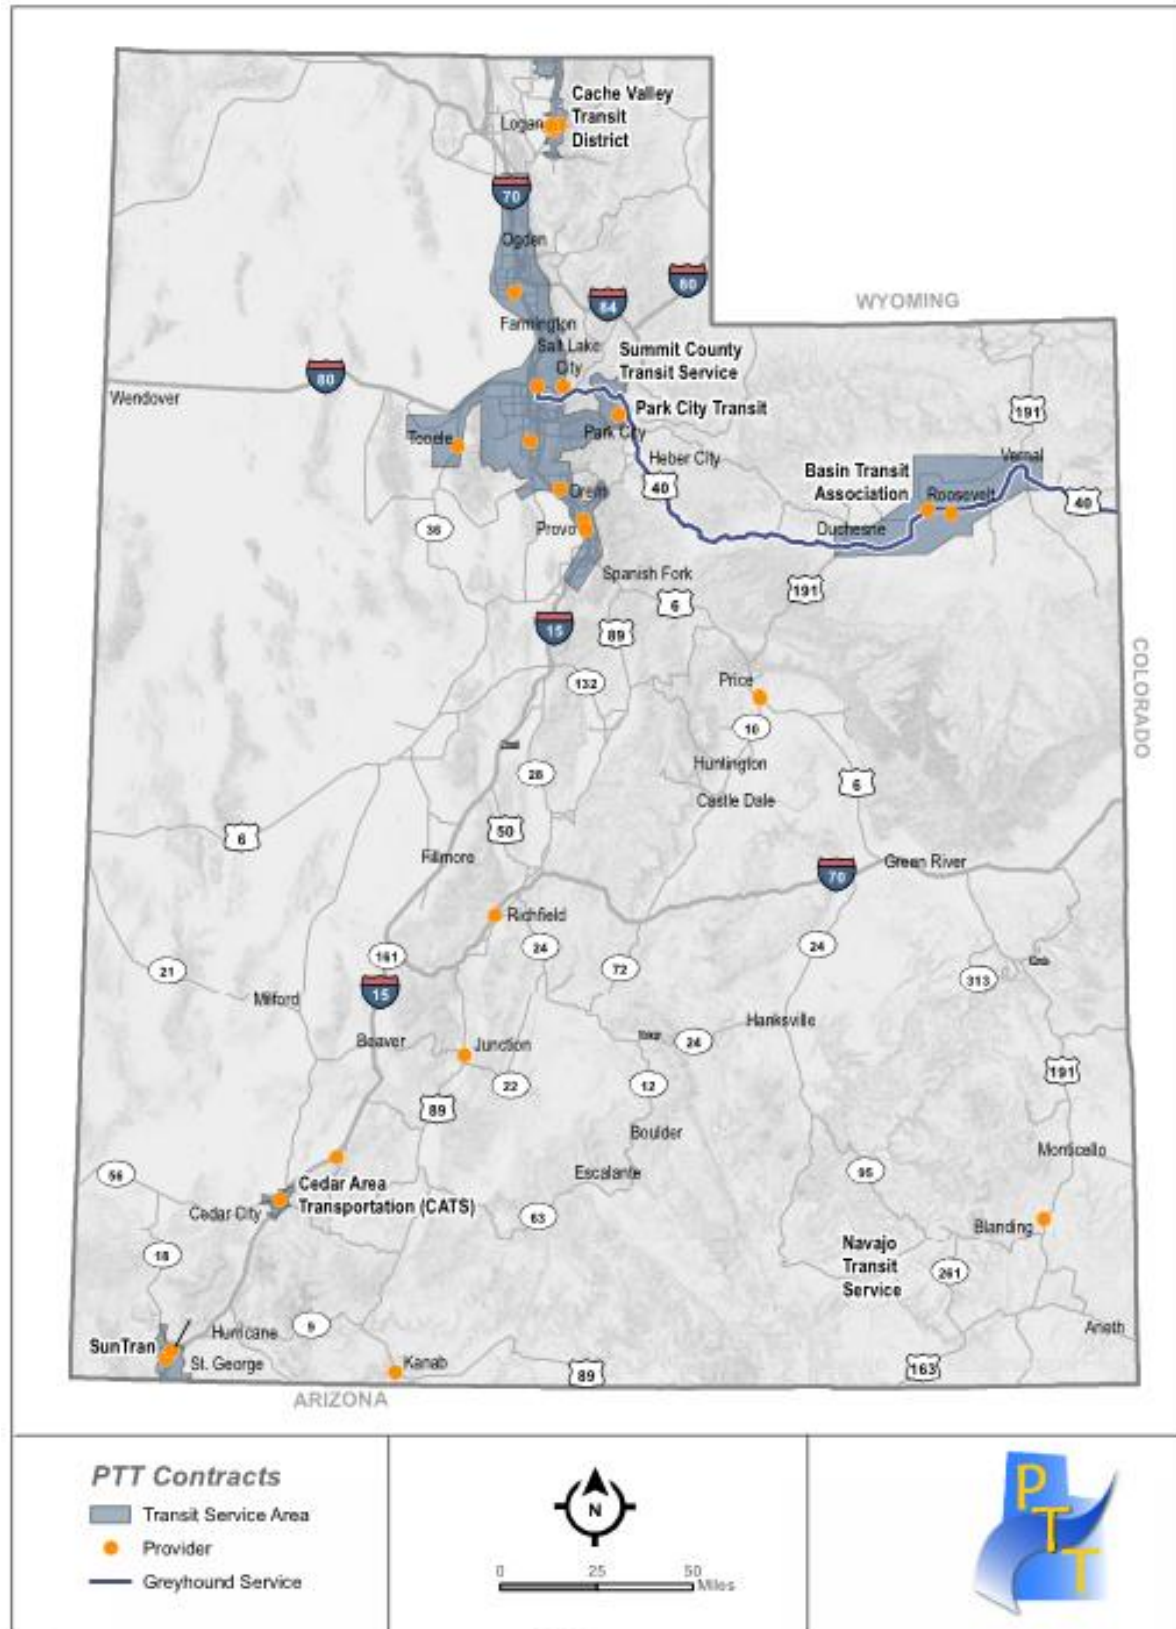 Cache Valley
Transit
District
Logan
70
Ogden
80
84
WYOMING
Farmington
Salt Lake
City
Summit County
Transit Service
80
Wendover
Park City Transit
191
Tooele
Park City
Heber City
Vernal
Basin Transit
Association
Roosevelt
40
40
Orem
36
Provo
Duchesne
Spanish Fork
191
6
15
89
COLORADO
132
Price
10
28
Huntington
6
Castle Dale
50
6
Fillmore
Green River
70
Richfield
161
24
24
21
72
313
15
Milford
Hanksville
Beaver
Junction
24
22
12
191
89
Boulder
Monticello
56
Escalante
95
Cedar Area
Transportation (CATS)
Cedar City
63
Blanding
18
Navajo
Transit
Service
261
Hurricane
9
Aneth
SunTran
St. George
Kanab
89
163
ARIZONA
PTT Contracts
Transit Service Area
Provider
Greyhound Service
N
0 25 50
Miles
PTT